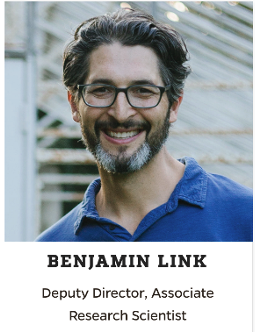 BENJAMIN LINK
Deputy Director, Associate
Research Scientist